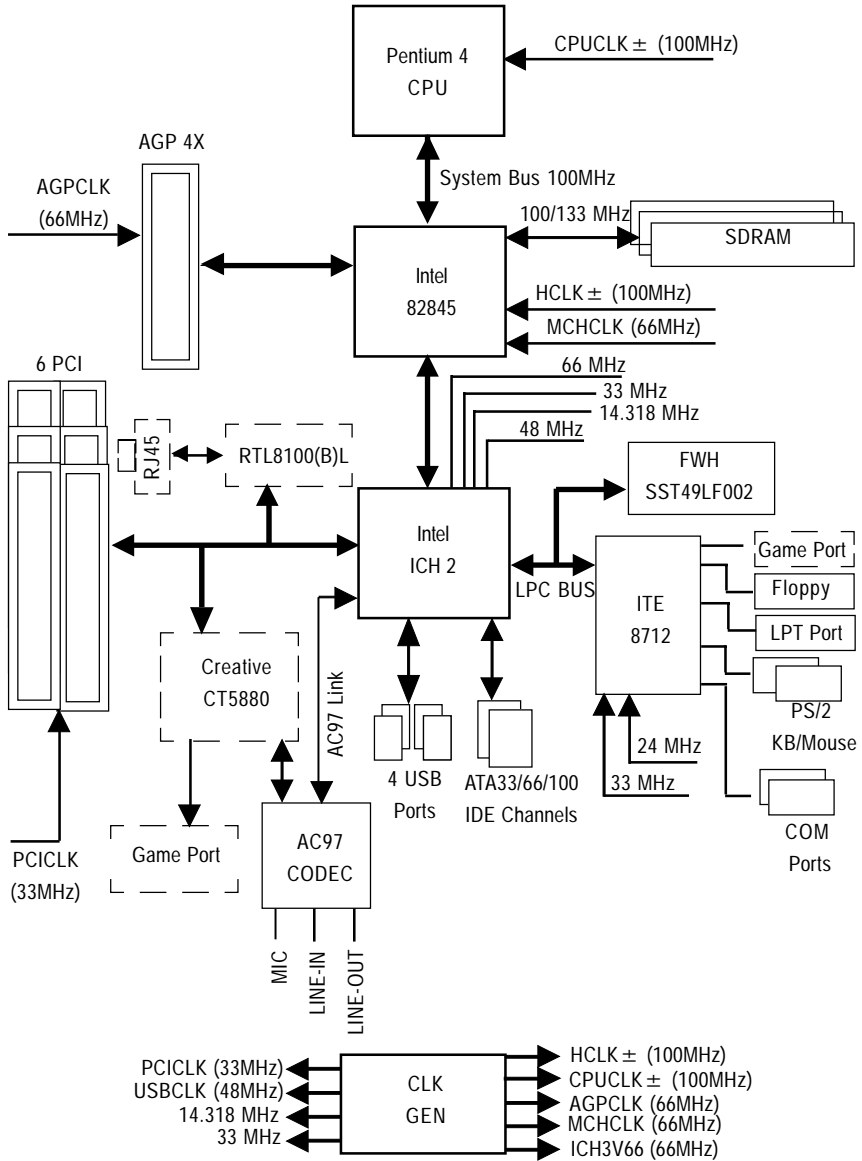 Pentium 4
CPU
CPUCLK ± (100MHz)
AGP 4X
System Bus 100MHz
AGPCLK
(66MHz)
100/133 MHz
SDRAM
Intel
82845
HCLK ± (100MHz)
MCHCLK (66MHz)
6 PCI
66 MHz
33 MHz
14.318 MHz
48 MHz
RJ45
RTL8100(B)L
FWH
SST49LF002
Intel
ICH 2
LPC BUS
ITE
8712
Game Port
Floppy
LPT Port
PS/2
KB/Mouse
24 MHz
33 MHz
COM
Ports
Creative
CT5880
AC97 Link
4 USB
Ports
ATA33/66/100
IDE Channels
Game Port
AC97
CODEC
PCICLK
(33MHz)
MIC
LINE-IN
LINE-OUT
CLK
GEN
PCICLK (33MHz)
USBCLK (48MHz)
14.318 MHz
33 MHz
HCLK ± (100MHz)
CPUCLK ± (100MHz)
AGPCLK (66MHz)
MCHCLK (66MHz)
ICH3V66 (66MHz)